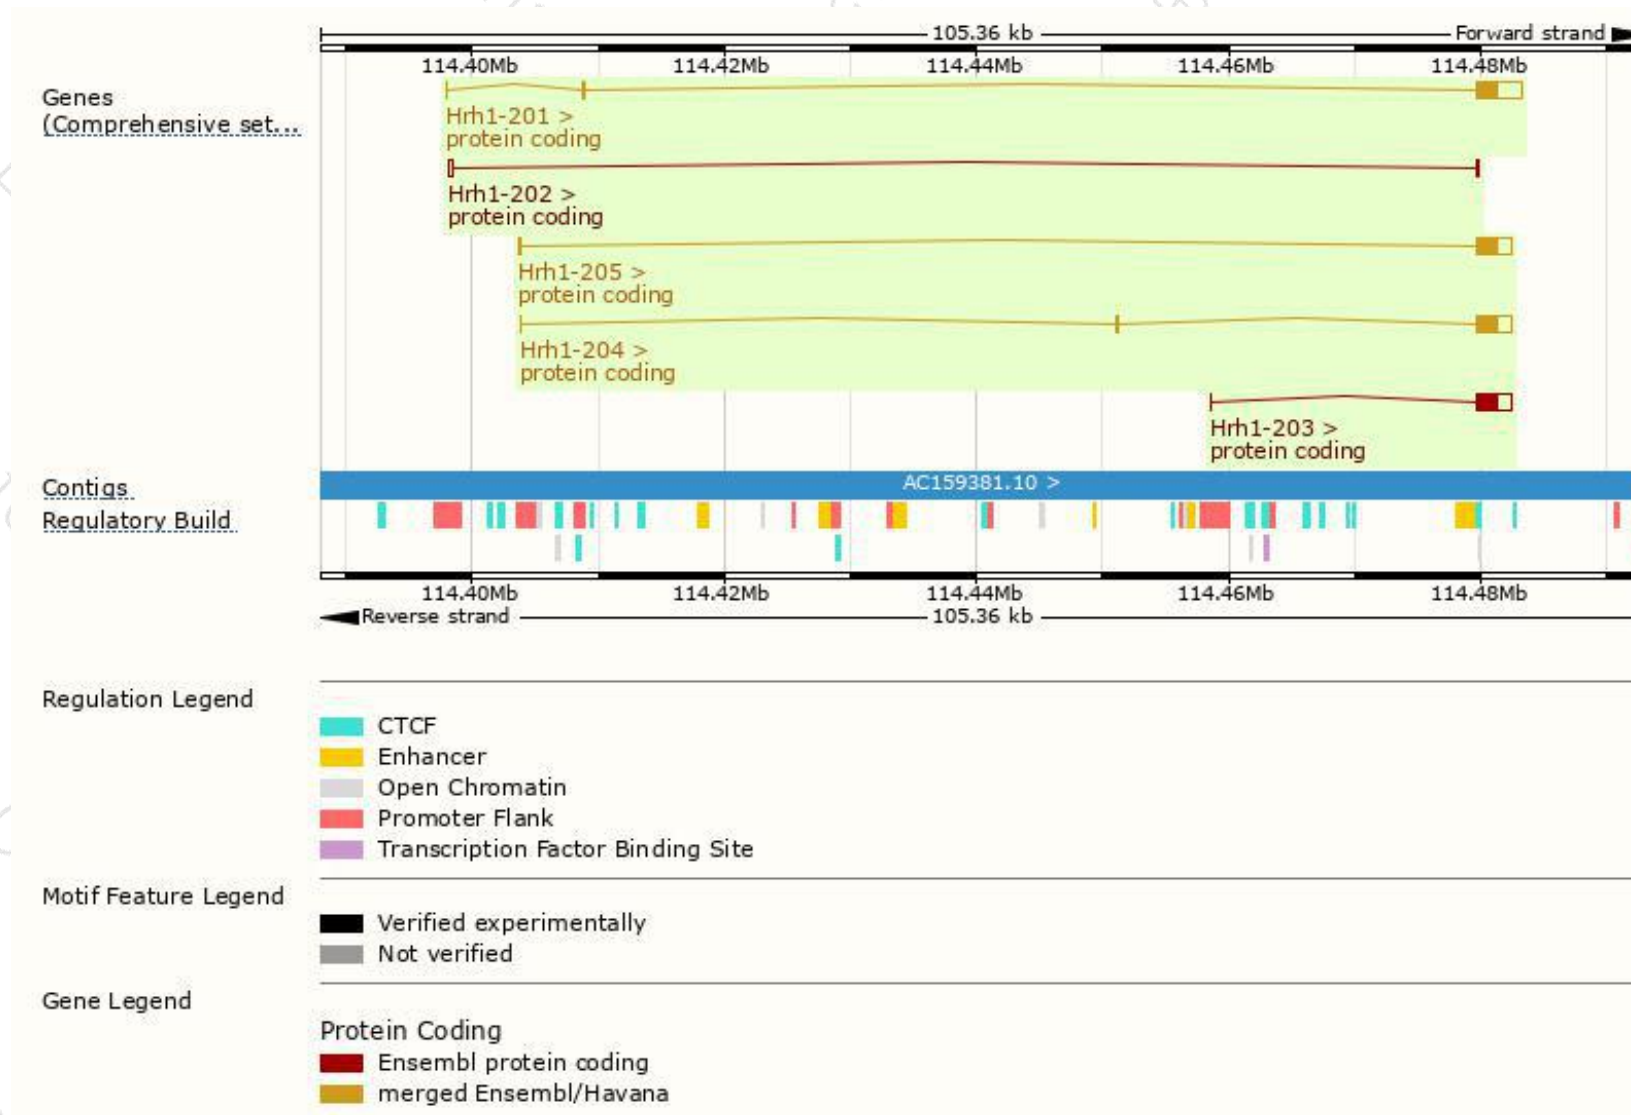 105.36 kb Forward strand
114.40Mb 114.42Mb 114.44Mb 114.46Mb 114.48Mb
Genes
(Comprehensive set...
Hrh1-201 >
protein coding
Hrh1-202 >
protein coding
Hrh1-205 >
protein coding
Hrh1-204 >
protein coding
Hrh1-203 >
protein coding
Contigs AC159381.10 >
Regulatory Build
114.40Mb 114.42Mb 114.44Mb 114.46Mb 114.48Mb
Reverse strand 105.36 kb
Regulation Legend
CTCF
Enhancer
Open Chromatin
Promoter Flank
Transcription Factor Binding Site
Motif Feature Legend
Verified experimentally
Not verified
Gene Legend
Protein Coding
Ensembl protein coding
merged Ensembl/Havana